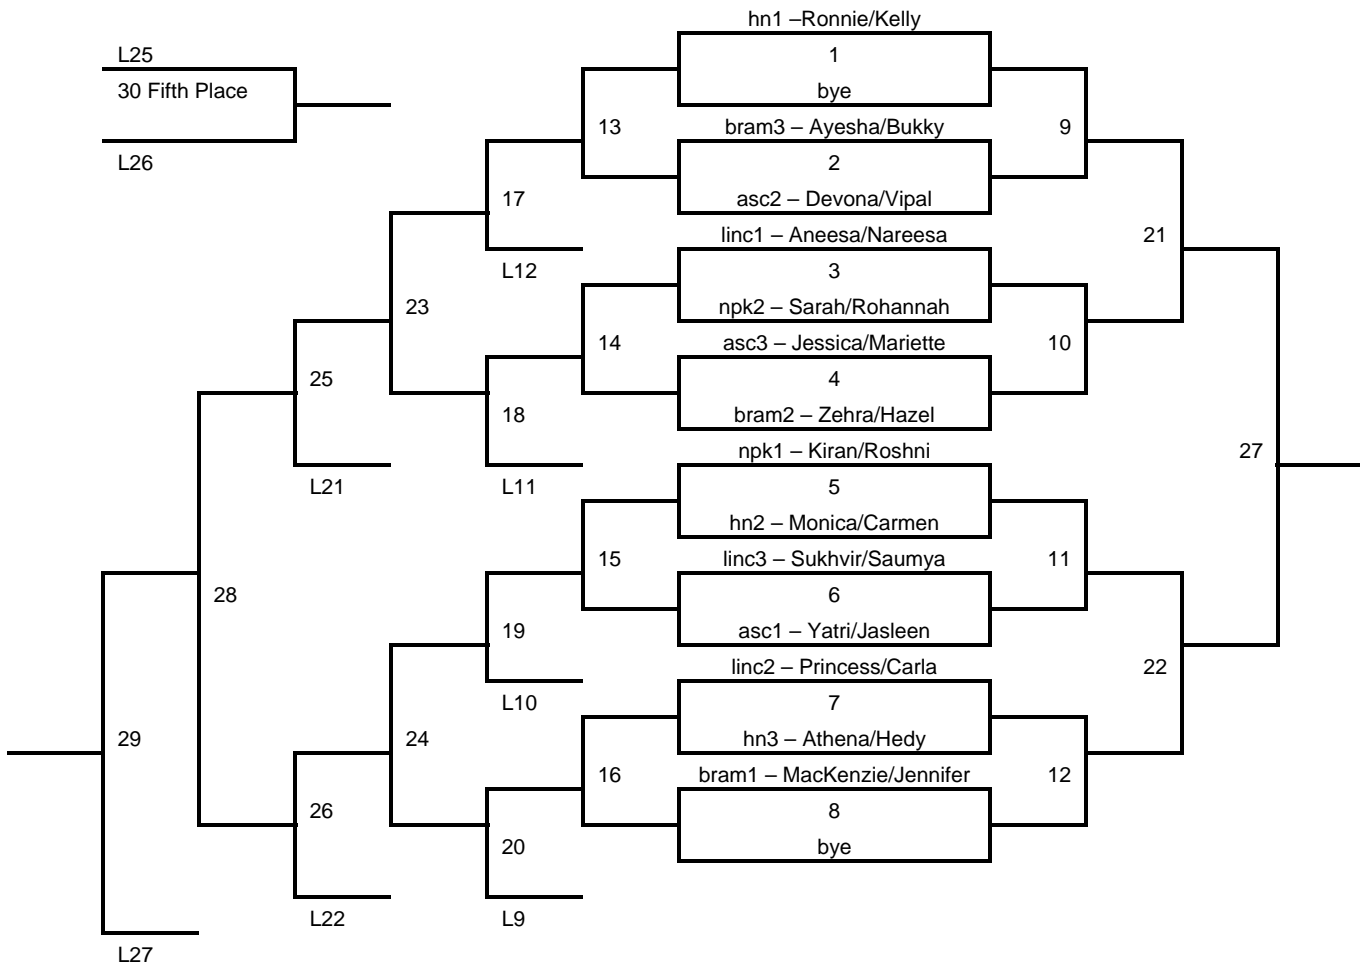 hn1 –Ronnie/Kelly
L25
1
30 Fifth Place
bye
13
bram3 – Ayesha/Bukky
9
L26
2
17
asc2 – Devona/Vipal
linc1 – Aneesa/Nareesa
21
L12
3
23
npk2 – Sarah/Rohannah
14
asc3 – Jessica/Mariette
10
25
4
18
bram2 – Zehra/Hazel
npk1 – Kiran/Roshni
27
L21
L11
5
hn2 – Monica/Carmen
15
linc3 – Sukhvir/Saumya
11
28
6
19
asc1 – Yatri/Jasleen
linc2 – Princess/Carla
22
L10
7
29
24
hn3 – Athena/Hedy
16
bram1 – MacKenzie/Jennifer
12
26
8
20
bye
L22
L9
L27